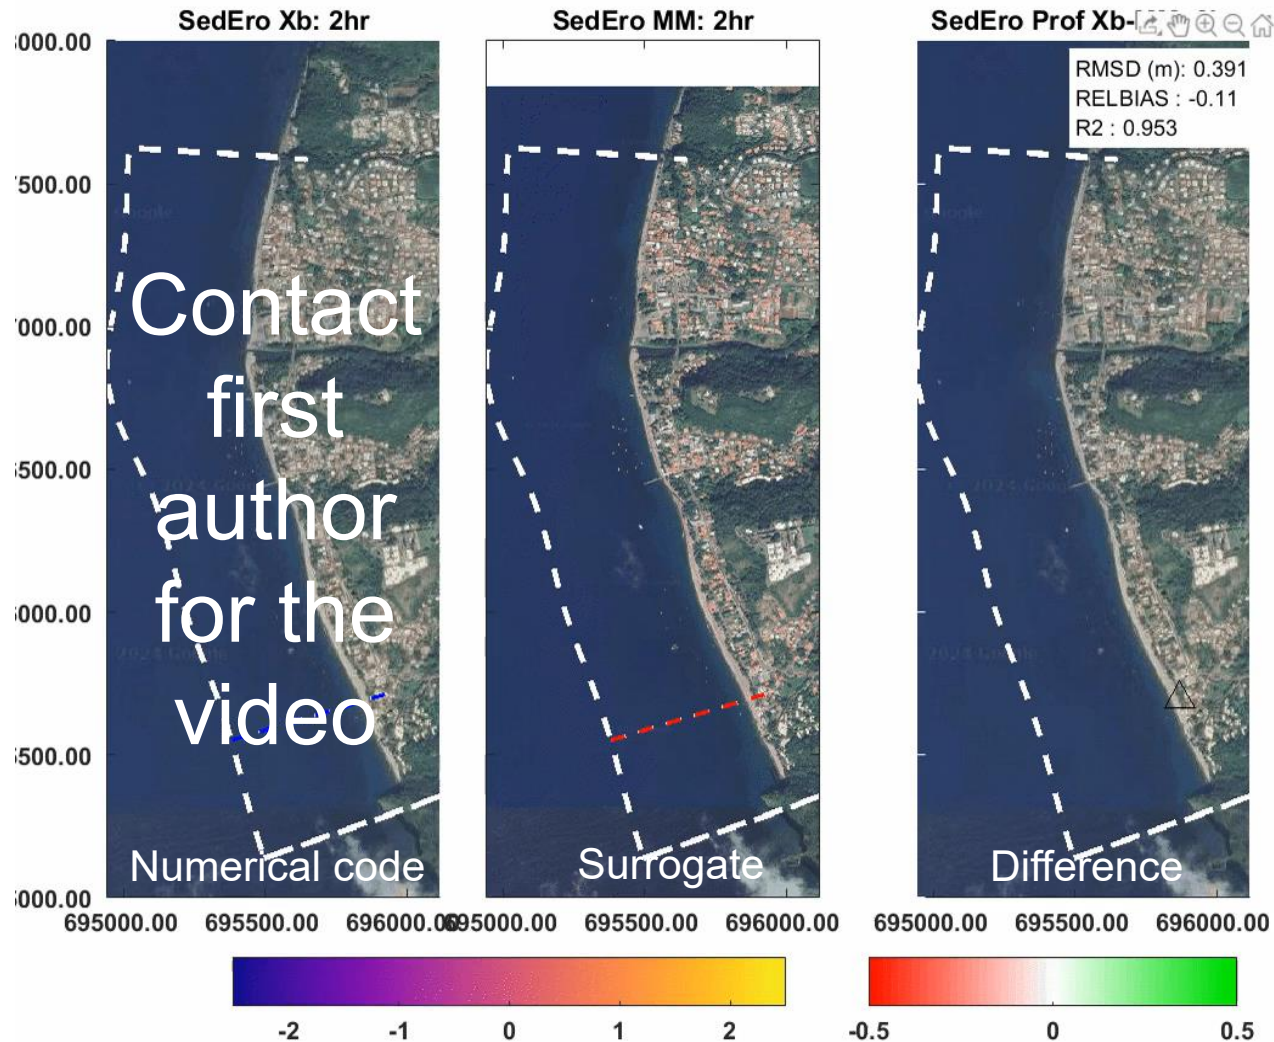 SedEro Xb: 2hr
SedEro MM: 2hr
SedEro Prof Xb-
RMSD (m): 0.391
RELBIAS : -0.11
R2 : 0.953
000.00
500.00
000.00
500.00
000.00
500.00
000.00
Contact
first
author
for the
video
Numerical code
Surrogate
Difference
695000.00 695500.00 696000.00
695500.00 696000.00
695000.00 695500.00 696000.00
-2 -1 0 1 2
-0.5 0 0.5